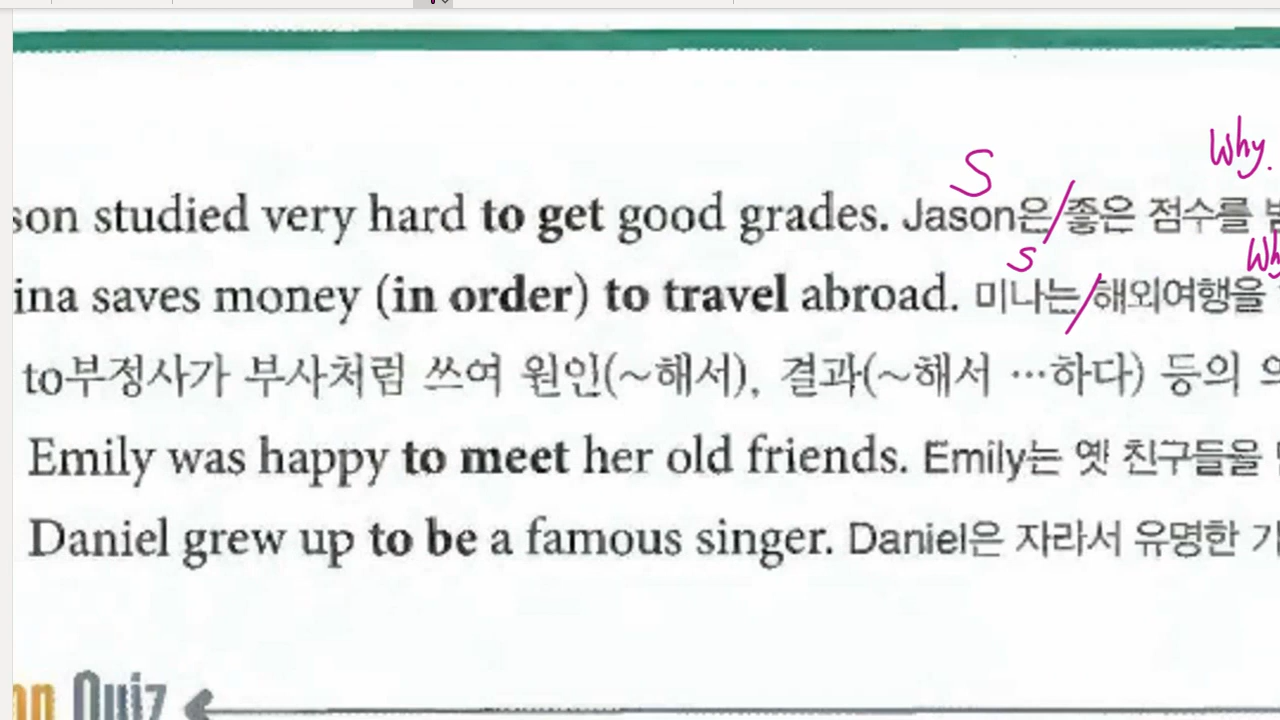 Why.
S
son studied very hard to get good grades. Jason은/좋은 점수를
s
ina saves money (in order) to travel abroad. 미나는/해외여행을
to부정사가 부사처럼 쓰여 원인(~해서), 결과(~해서 …하다) 등의
Emily was happy to meet her old friends. Emily는 옛 친구들을
Daniel grew up to be a famous singer. Daniel은 자라서 유명한
Quiz